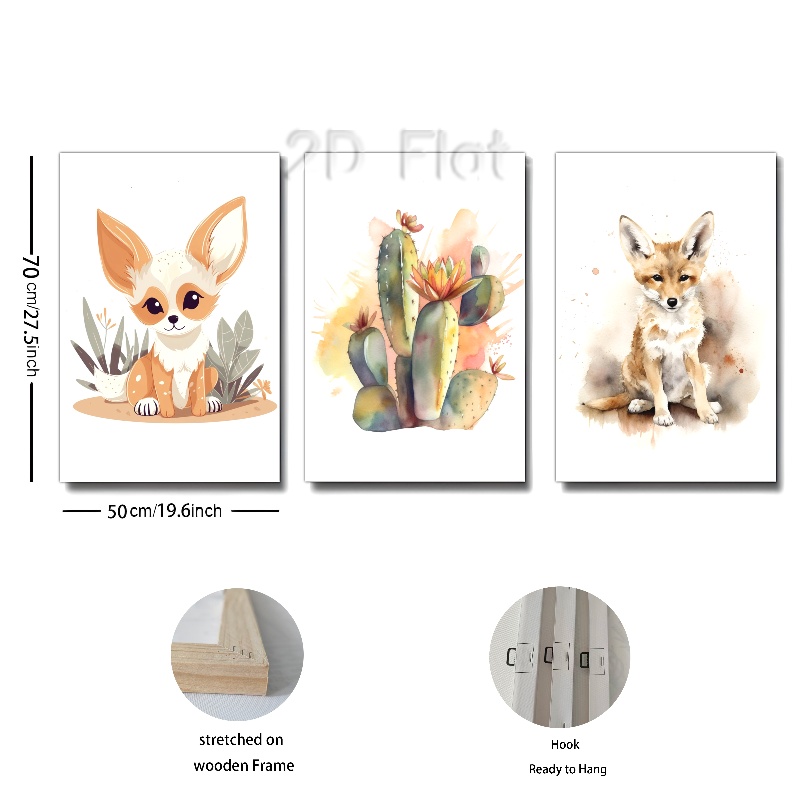 2D Flat
70 cm/27.5inch
50cm/19.6inch
stretched on
wooden Frame
Hook
Ready to Hang